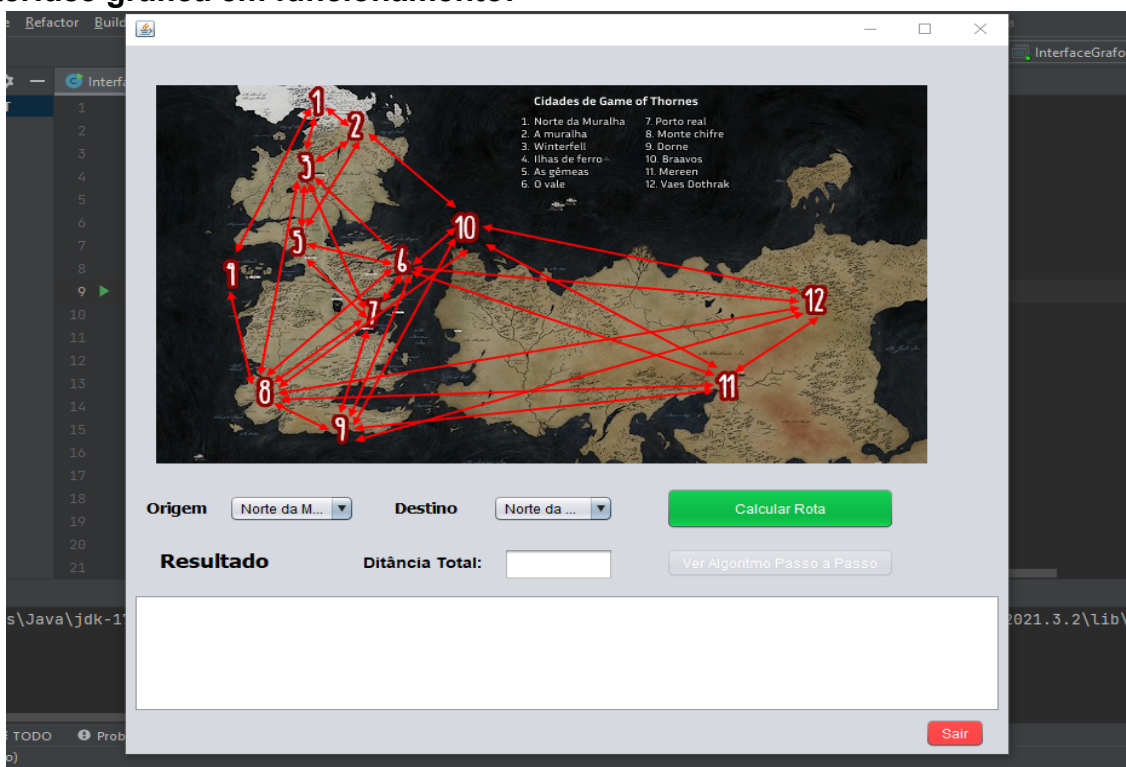 terface gráfica em funcionamento:
Refactor Build
InterfaceGrafo
Interfa
1
2
3
4
5
6
7
8
9
10
11
12
13
14
15
16
17
18
19
20
21
Cidades de Game of Thornes
1. Norte da Muralha 7. Porto real
2. A muralha 8. Monte chifre
3. Winterfell 9. Dorne
4. Ilhas de ferro 10. Braavos
5. As gêmeas 11. Mereen
6. O vale 12. Vaes Dothrak
1
2
3
10
5
6
1
12
7
11
8
9
Origem Norte da M... Destino Norte da ... Calcular Rota
Resultado Ditância Total: Ver Algoritmo Passo a Passo
s\Java\jdk-1 2021.3.2\lib\
Sair
TODO Prob
o)